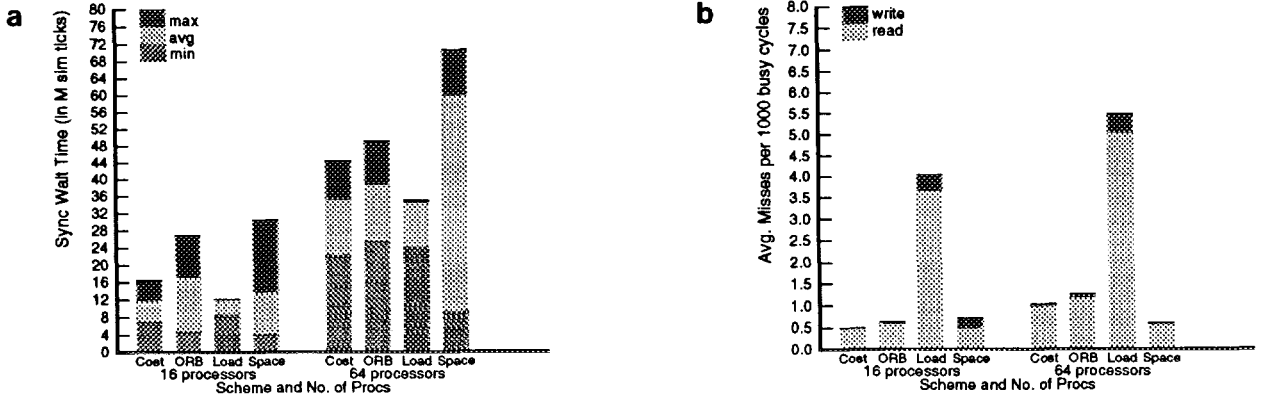 a
Sync Wait Time (in M sim ticks)
80
76
72
68
64
60
56
52
48
44
40
36
32
28
24
20
16
12
8
4
0
max
avg
min
Cost ORB Load Space Cost ORB Load Space
16 processors 64 processors
Scheme and No. of Procs
b
Avg. Misses per 1000 busy cycles
8.0
7.5
7.0
6.5
6.0
5.5
5.0
4.5
4.0
3.5
3.0
2.5
2.0
1.5
1.0
0.5
0.0
write
read
Cost ORB Load Space Cost ORB Load Space
16 processors 64 processors
Scheme and No. of Procs